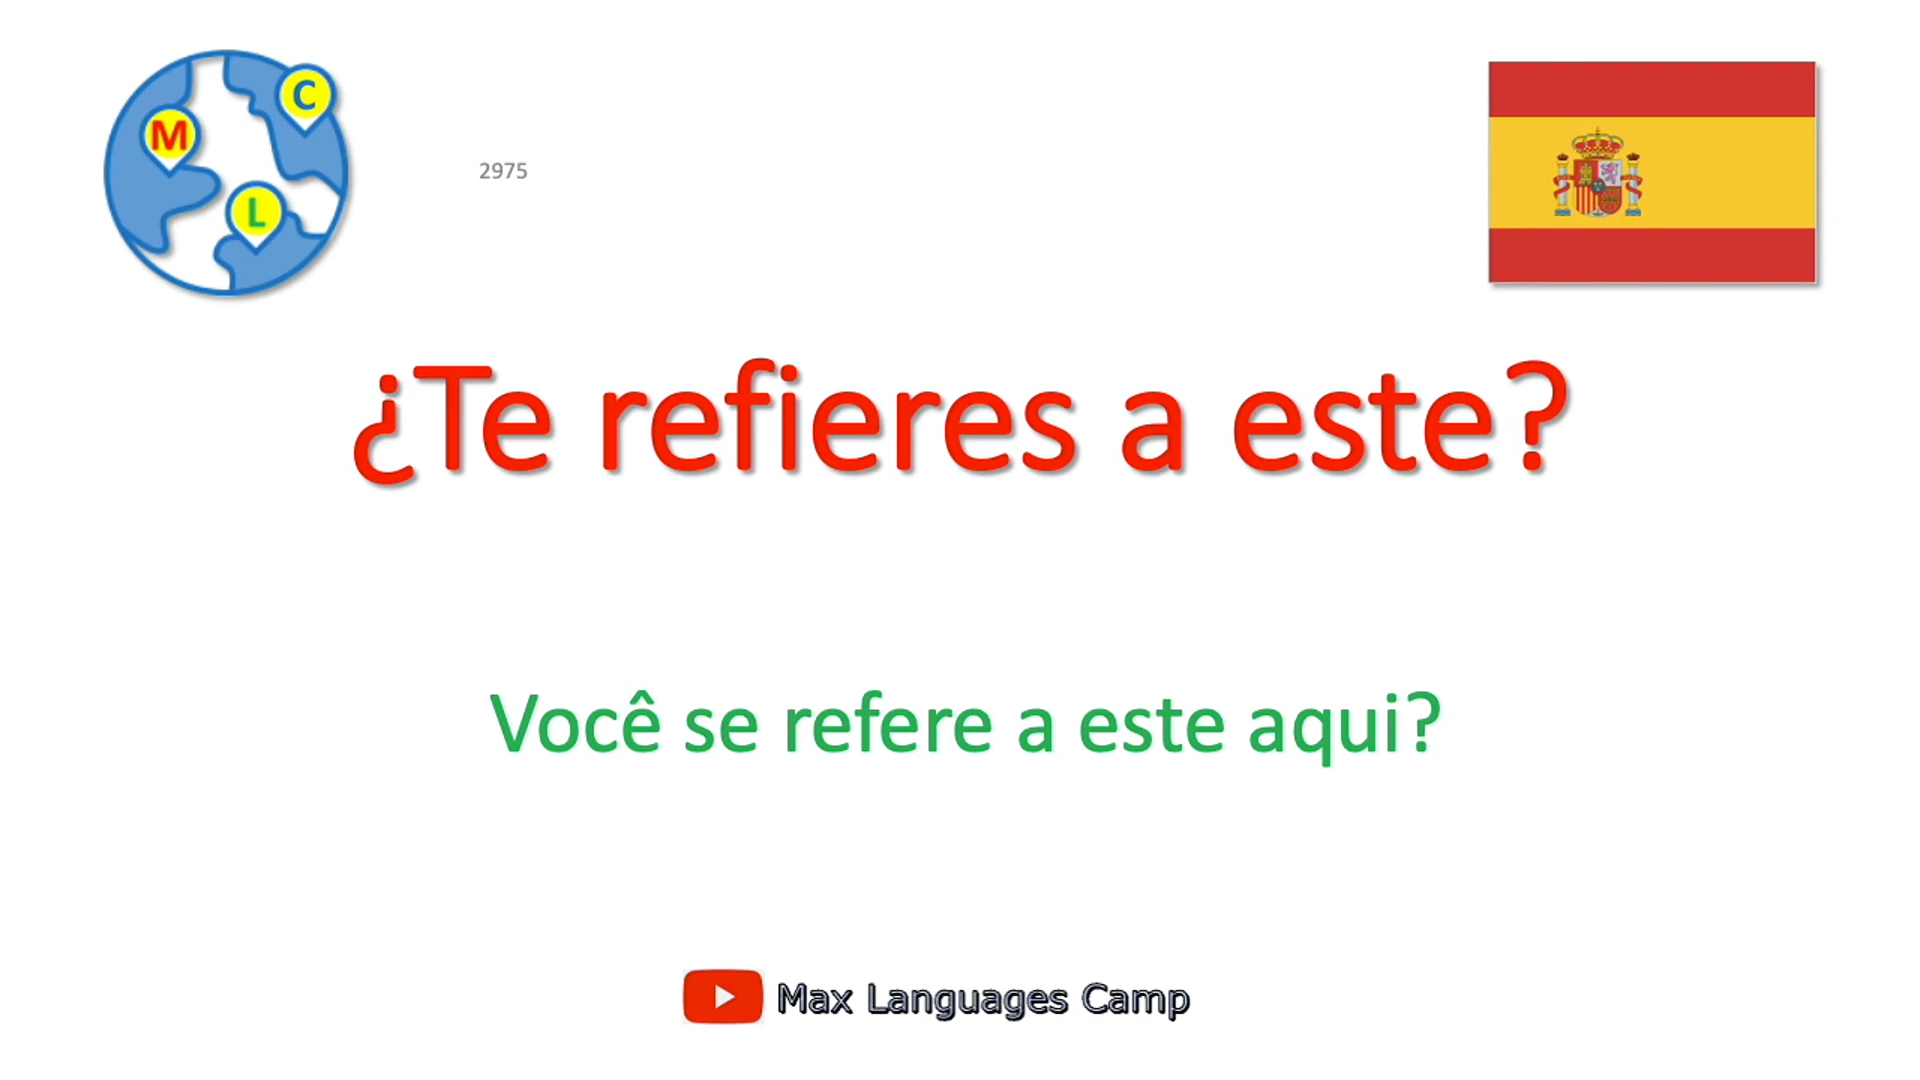 M
C
L
2975
¿Te refieres a este?
Você se refere a este aqui?
Max Languages Camp